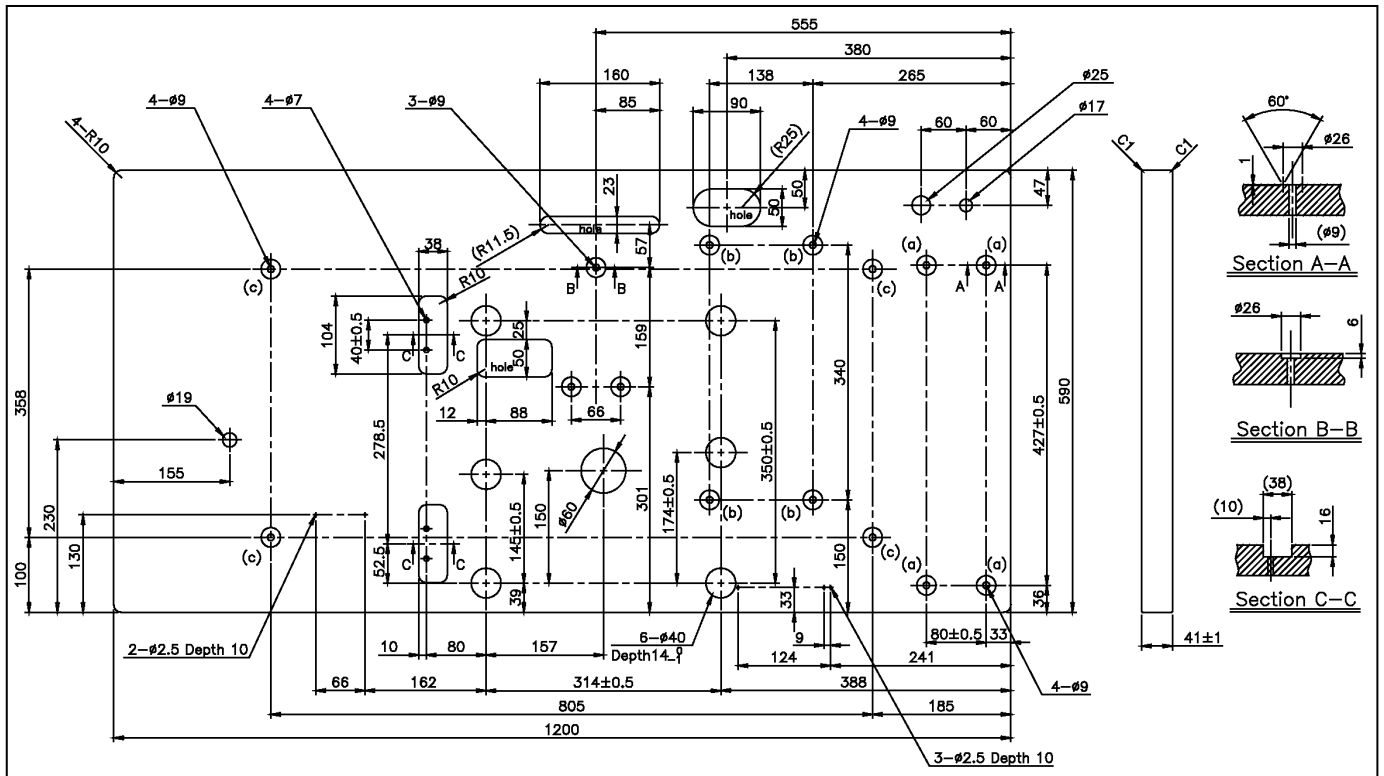 555
380
160
138
265
ø25
4-ø9
4-ø7
3-ø9
85
90
4-ø9
60
60
ø17
60°
ø26
4-R10
(R25)
C1
C1
1
23
50
47
hole
50
hole
(R11.5)
57
38
R10
(a)
(a)
(b)
(b)
(ø9)
Section A-A
(c)
B
B
(c)
A
A
ø26
6
104
40±0.5
C
C
25
50
hole
R10
159
358
340
590
427±0.5
12
88
66
350±0.5
ø19
278.5
Section B-B
155
230
ø60
301
174±0.5
(38)
(10)
16
130
150
145±0.5
(b)
(b)
(c)
(c)
100
52.5
C
C
150
(a)
(a)
39
33
36
Section C-C
2-ø2.5 Depth 10
10
80
157
6-ø40
Depth14 0 -1
9
80±0.5
33
41±1
124
241
66
162
314±0.5
388
4-ø9
805
185
1200
3-ø2.5 Depth 10